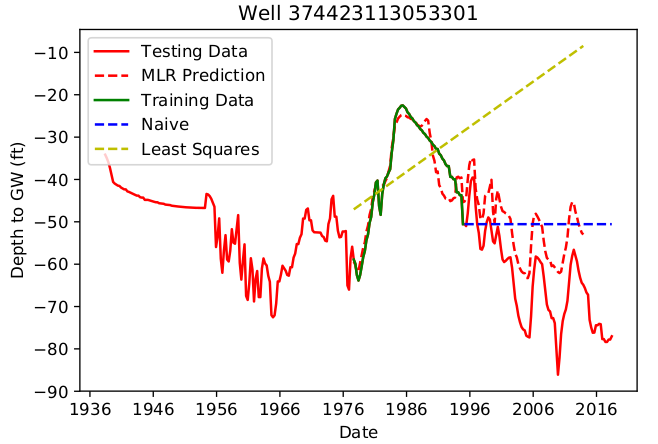 Well 374423113053301
Testing Data
MLR Prediction
Training Data
Naive
Least Squares
Depth to GW (ft)
−10
−20
−30
−40
−50
−60
−70
−80
−90
1936 1946 1956 1966 1976 1986 1996 2006 2016
Date